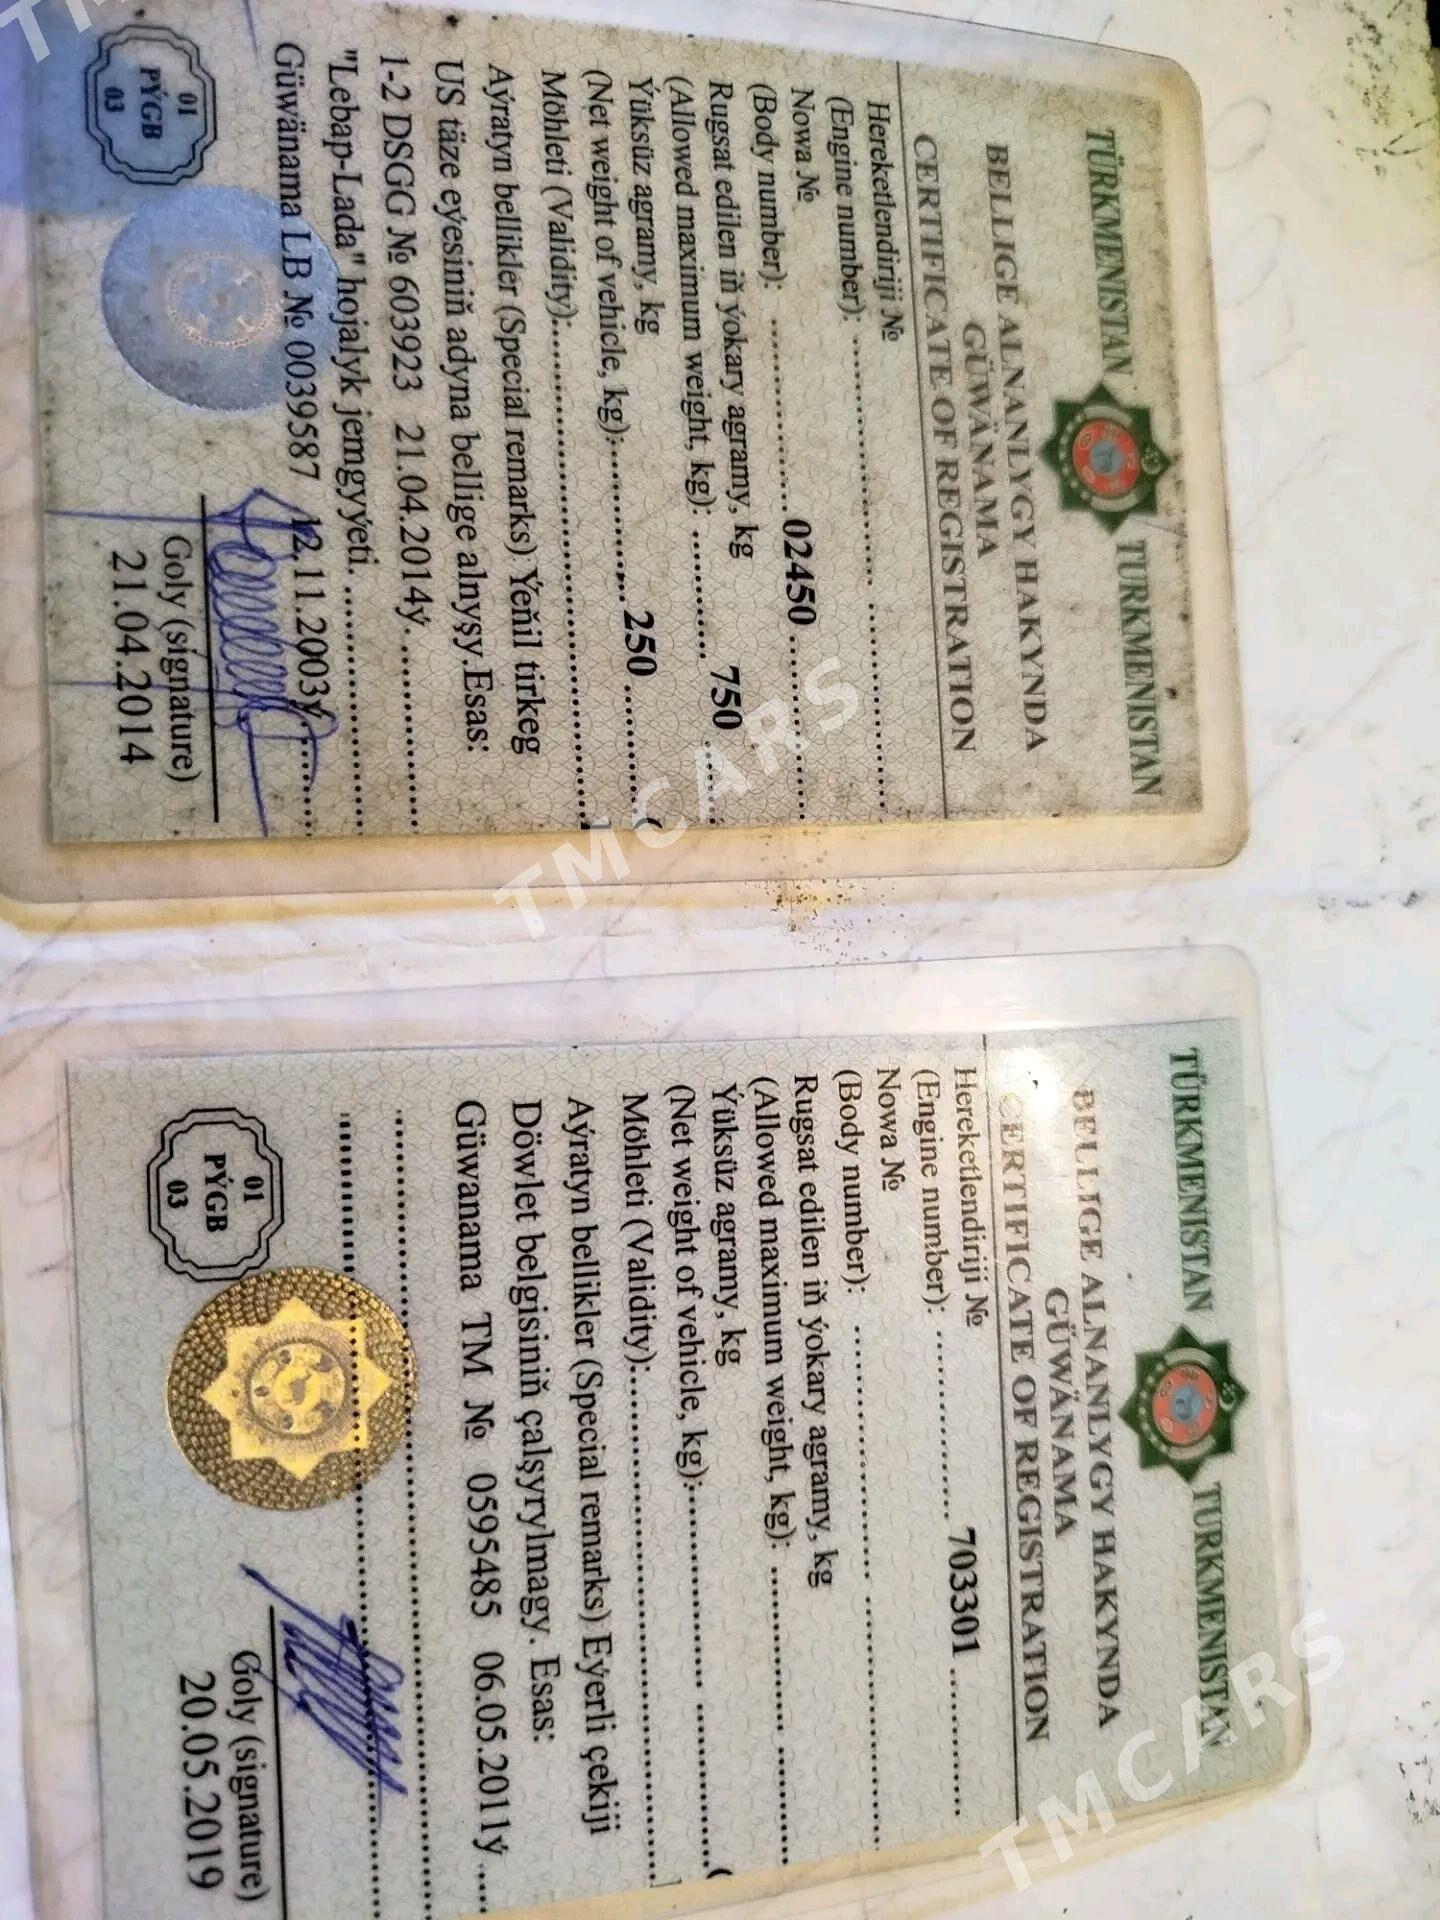 TÜRKMENISTAN TURKMENISTAN
BELLIGE ALNANLYGY HAKYNDA
GÜWÄNAMA
CERTIFICATE OF REGISTRATION
Hereketlendiriji №
(Engine number):
Nowa №
(Body number): 02450
Rugsat edilen iň ýokary agramy, kg
(Allowed maximum weight, kg): 750
Ýüksüz agramy, kg
(Net weight of vehicle, kg): 250 (
Möhleti (Validity):
Aýratyn bellikler (Special remarks) Ýeňil tirkeg
US täze eýesiniň adyna bellige alnyşy.Esas:
1-2 DSGG № 603923 21.04.2014ý.
"Lebap-Lada" hojalyk jemgyýeti.
Güwänama LB № 0039587 12.11.2003ý.
Goly (signature)
21.04.2014
01
PÝGB
03
TÜRKMENISTAN TURKMENISTAN
BELLIGE ALNANLYGY HAKYNDA
GÜWÄNAMA
CERTIFICATE OF REGISTRATION
Hereketlendiriji №
(Engine number): 703301
Nowa №
(Body number):
Rugsat edilen iň ýokary agramy, kg
(Allowed maximum weight, kg):
Ýüksüz agramy, kg
(Net weight of vehicle, kg): (
Möhleti (Validity):
Aýratyn bellikler (Special remarks) Eýerli çekiji
Döwlet belgisiniň çalşyrylmagy. Esas:
Güwanama TM № 0595485 06.05.2011ý
Goly (signature)
20.05.2019
01
PÝGB
03
TMCARS
TMCARS